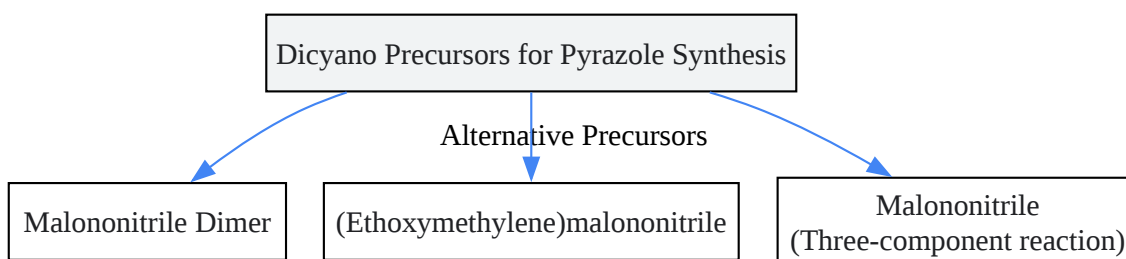 Dicyano Precursors for Pyrazole Synthesis
Alternative Precursors
Malononitrile Dimer
(Ethoxymethylene)malononitrile
Malononitrile
(Three-component reaction)